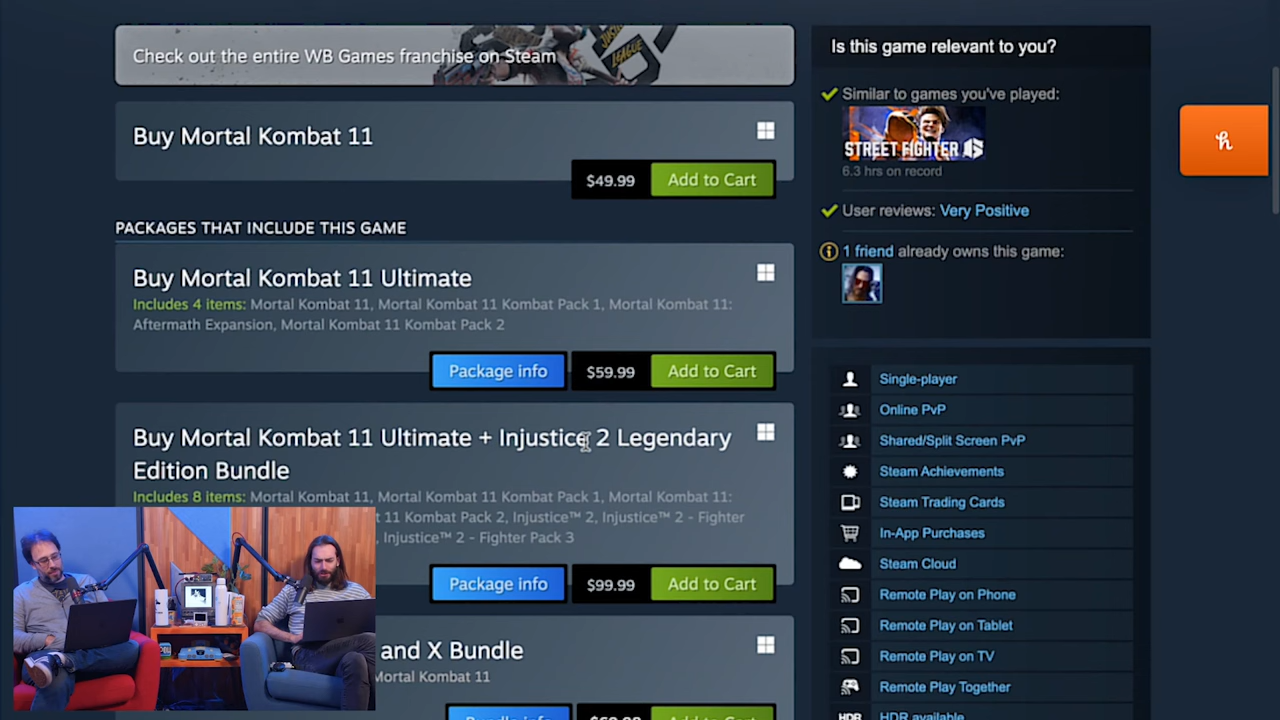 Check out the entire WB Games franchise on Steam
Buy Mortal Kombat 11
$49.99
Add to Cart
PACKAGES THAT INCLUDE THIS GAME
Buy Mortal Kombat 11 Ultimate
Includes 4 items: Mortal Kombat 11, Mortal Kombat 11 Kombat Pack 1, Mortal Kombat 11:
Aftermath Expansion, Mortal Kombat 11 Kombat Pack 2
Package info
$59.99
Add to Cart
Buy Mortal Kombat 11 Ultimate + Injustice 2 Legendary
Edition Bundle
Includes 8 items: Mortal Kombat 11, Mortal Kombat 11 Kombat Pack 1, Mortal Kombat 11:
11 Kombat Pack 2, Injustice™ 2, Injustice™ 2 - Fighter
, Injustice™ 2 - Fighter Pack 3
Package info
$99.99
Add to Cart
and X Bundle
Mortal Kombat 11
Is this game relevant to you?
Similar to games you've played:
STREET FIGHTER 6
6.3 hrs on record
User reviews: Very Positive
1 friend already owns this game:
Single-player
Online PvP
Shared/Split Screen PvP
Steam Achievements
Steam Trading Cards
In-App Purchases
Steam Cloud
Remote Play on Phone
Remote Play on Tablet
Remote Play on TV
Remote Play Together
HDR available
h